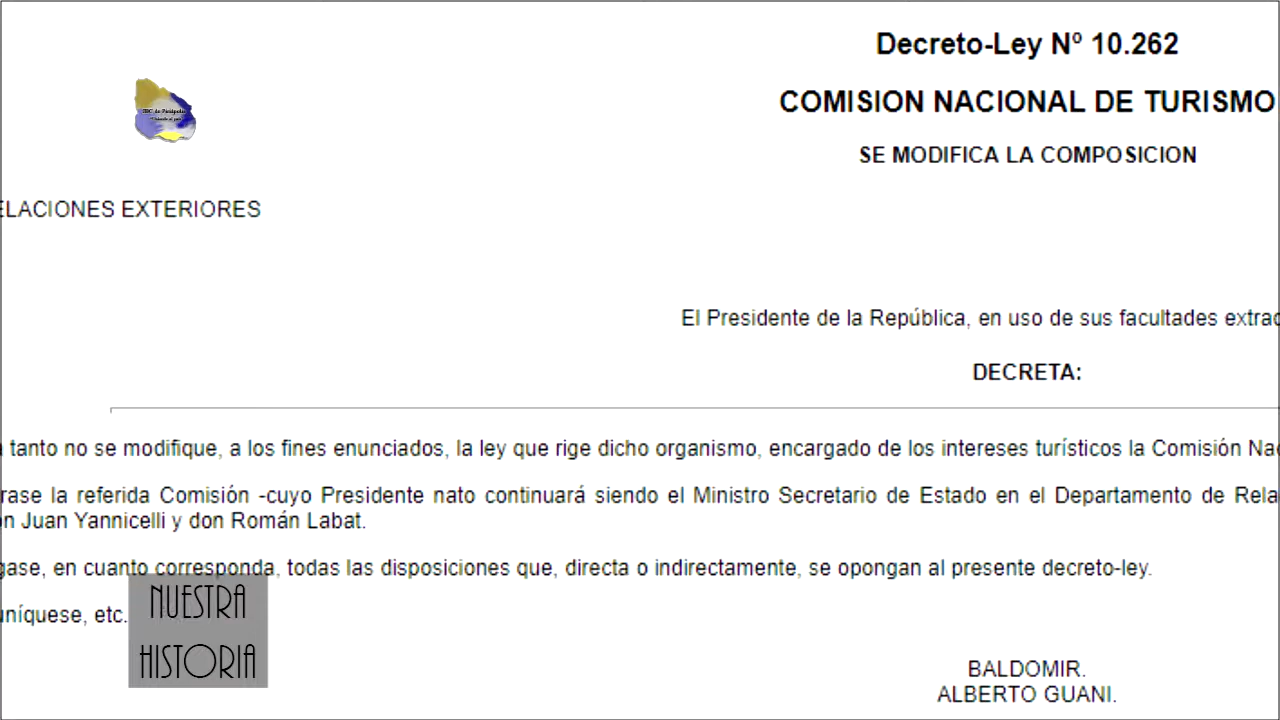 Decreto-Ley Nº 10.262
COMISION NACIONAL DE TURISMO
SE MODIFICA LA COMPOSICION
ELACIONES EXTERIORES
El Presidente de la República, en uso de sus facultades extrac
DECRETA:
tanto no se modifique, a los fines enunciados, la ley que rige dicho organismo, encargado de los intereses turísticos la Comisión Nac
rase la referida Comisión -cuyo Presidente nato continuará siendo el Ministro Secretario de Estado en el Departamento de Rela
on Juan Yannicelli y don Román Labat.
gase, en cuanto corresponda, todas las disposiciones que, directa o indirectamente, se opongan al presente decreto-ley.
uníquese, etc.
NUESTRA
HISTORIA
BALDOMIR.
ALBERTO GUANI.